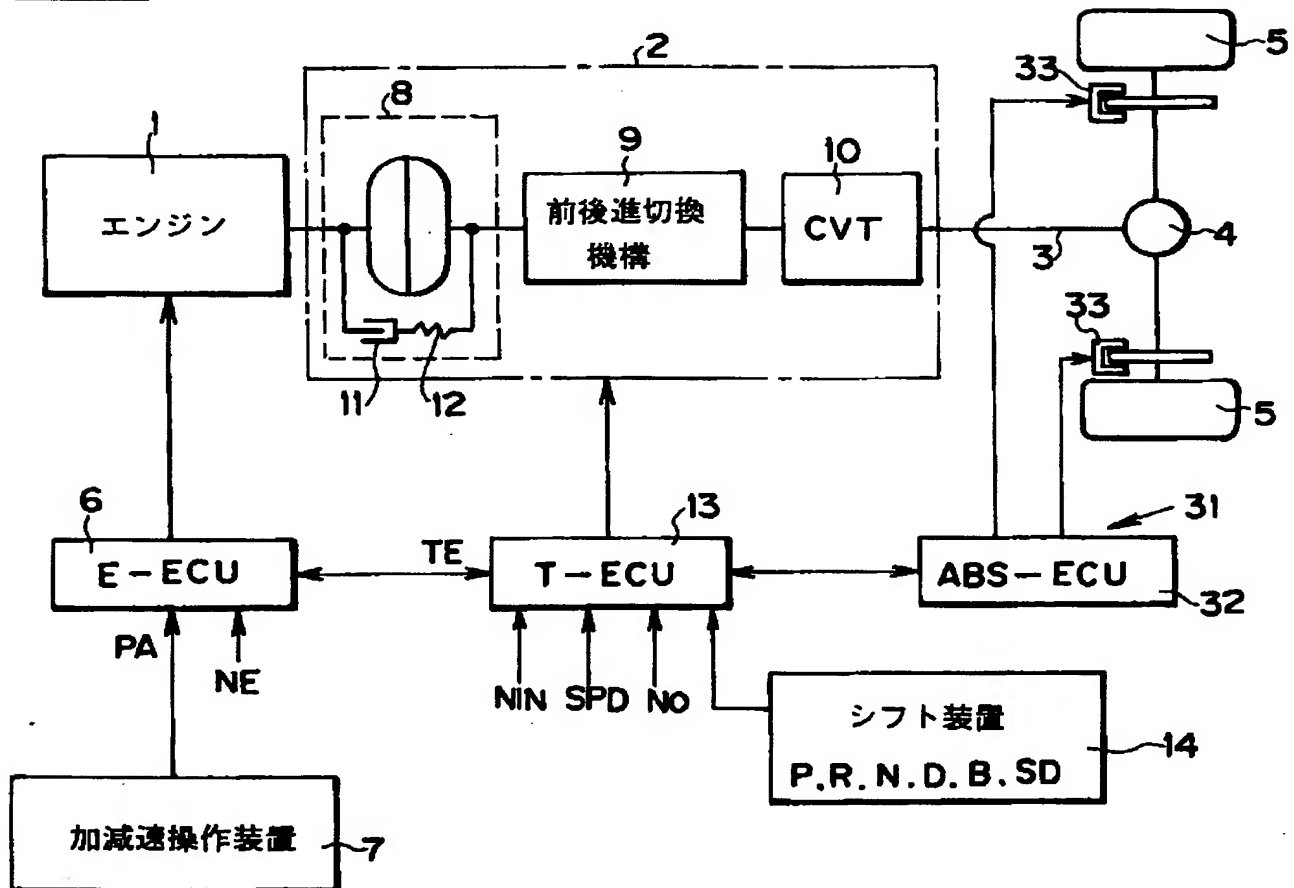 2
5
33
8
1
9
10
エンジン
前後進切換
機構
CVT
3
4
33
11
12
5
6
13
31
E-ECU
TE
T-ECU
ABS-ECU
32
PA
NE
NIN
SPD
NO
シフト装置
P.R.N.D.B.SD
14
加減速操作装置
7